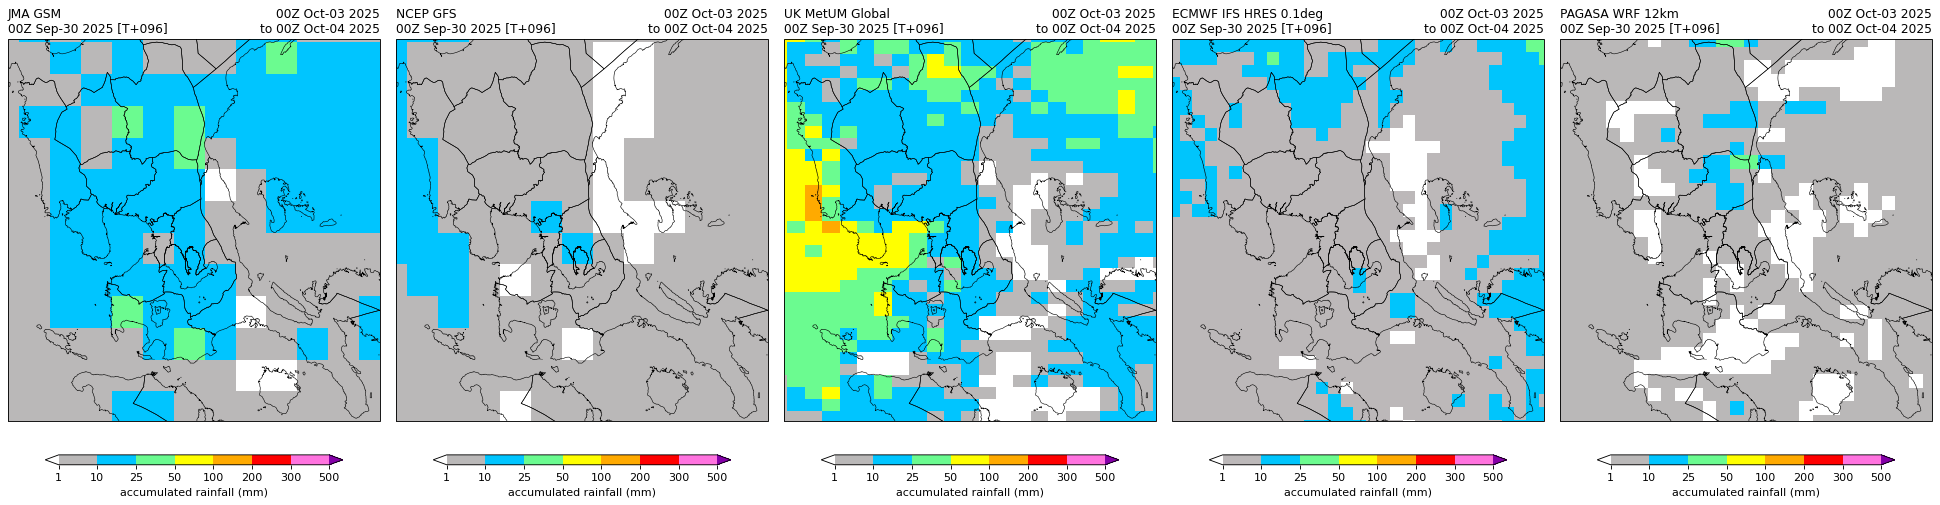 JMA GSM 00Z Oct-03 2025
00Z Sep-30 2025 [T+096] to 00Z Oct-04 2025
1 10 25 50 100 200 300 500
accumulated rainfall (mm)
NCEP GFS 00Z Oct-03 2025
00Z Sep-30 2025 [T+096] to 00Z Oct-04 2025
1 10 25 50 100 200 300 500
accumulated rainfall (mm)
UK MetUM Global 00Z Oct-03 2025
00Z Sep-30 2025 [T+096] to 00Z Oct-04 2025
1 10 25 50 100 200 300 500
accumulated rainfall (mm)
ECMWF IFS HRES 0.1deg 00Z Oct-03 2025
00Z Sep-30 2025 [T+096] to 00Z Oct-04 2025
1 10 25 50 100 200 300 500
accumulated rainfall (mm)
PAGASA WRF 12km 00Z Oct-03 2025
00Z Sep-30 2025 [T+096] to 00Z Oct-04 2025
1 10 25 50 100 200 300 500
accumulated rainfall (mm)